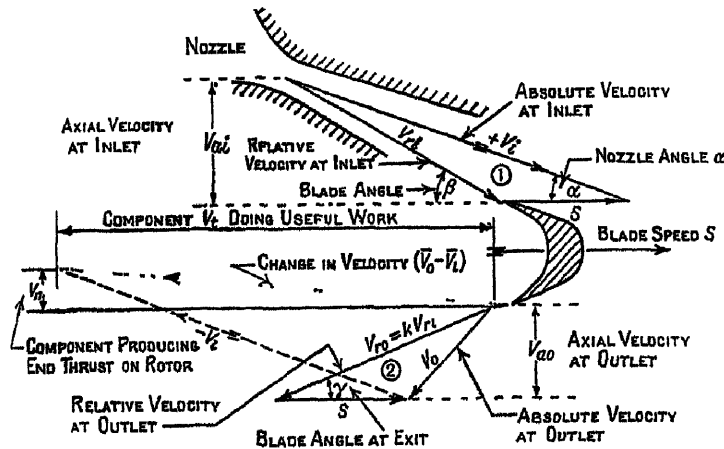 NOZZLE
ABSOLUTE VELOCITY
AT INLET
AXIAL VELOCITY
AT INLET
Vai
RELATIVE
VELOCITY AT INLET
Vri
+Vi
NOZZLE ANGLE α
BLADE ANGLE
β
①
α
S
COMPONENT Vt DOING USEFUL WORK
BLADE SPEED S
CHANGE IN VELOCITY (V̄o-V̄i)
Vn
COMPONENT PRODUCING
END THRUST ON ROTOR
Vi
Vro=kVri
②
Vo
Vao
AXIAL VELOCITY
AT OUTLET
γ
S
RELATIVE VELOCITY
AT OUTLET
BLADE ANGLE AT EXIT
ABSOLUTE VELOCITY
AT OUTLET